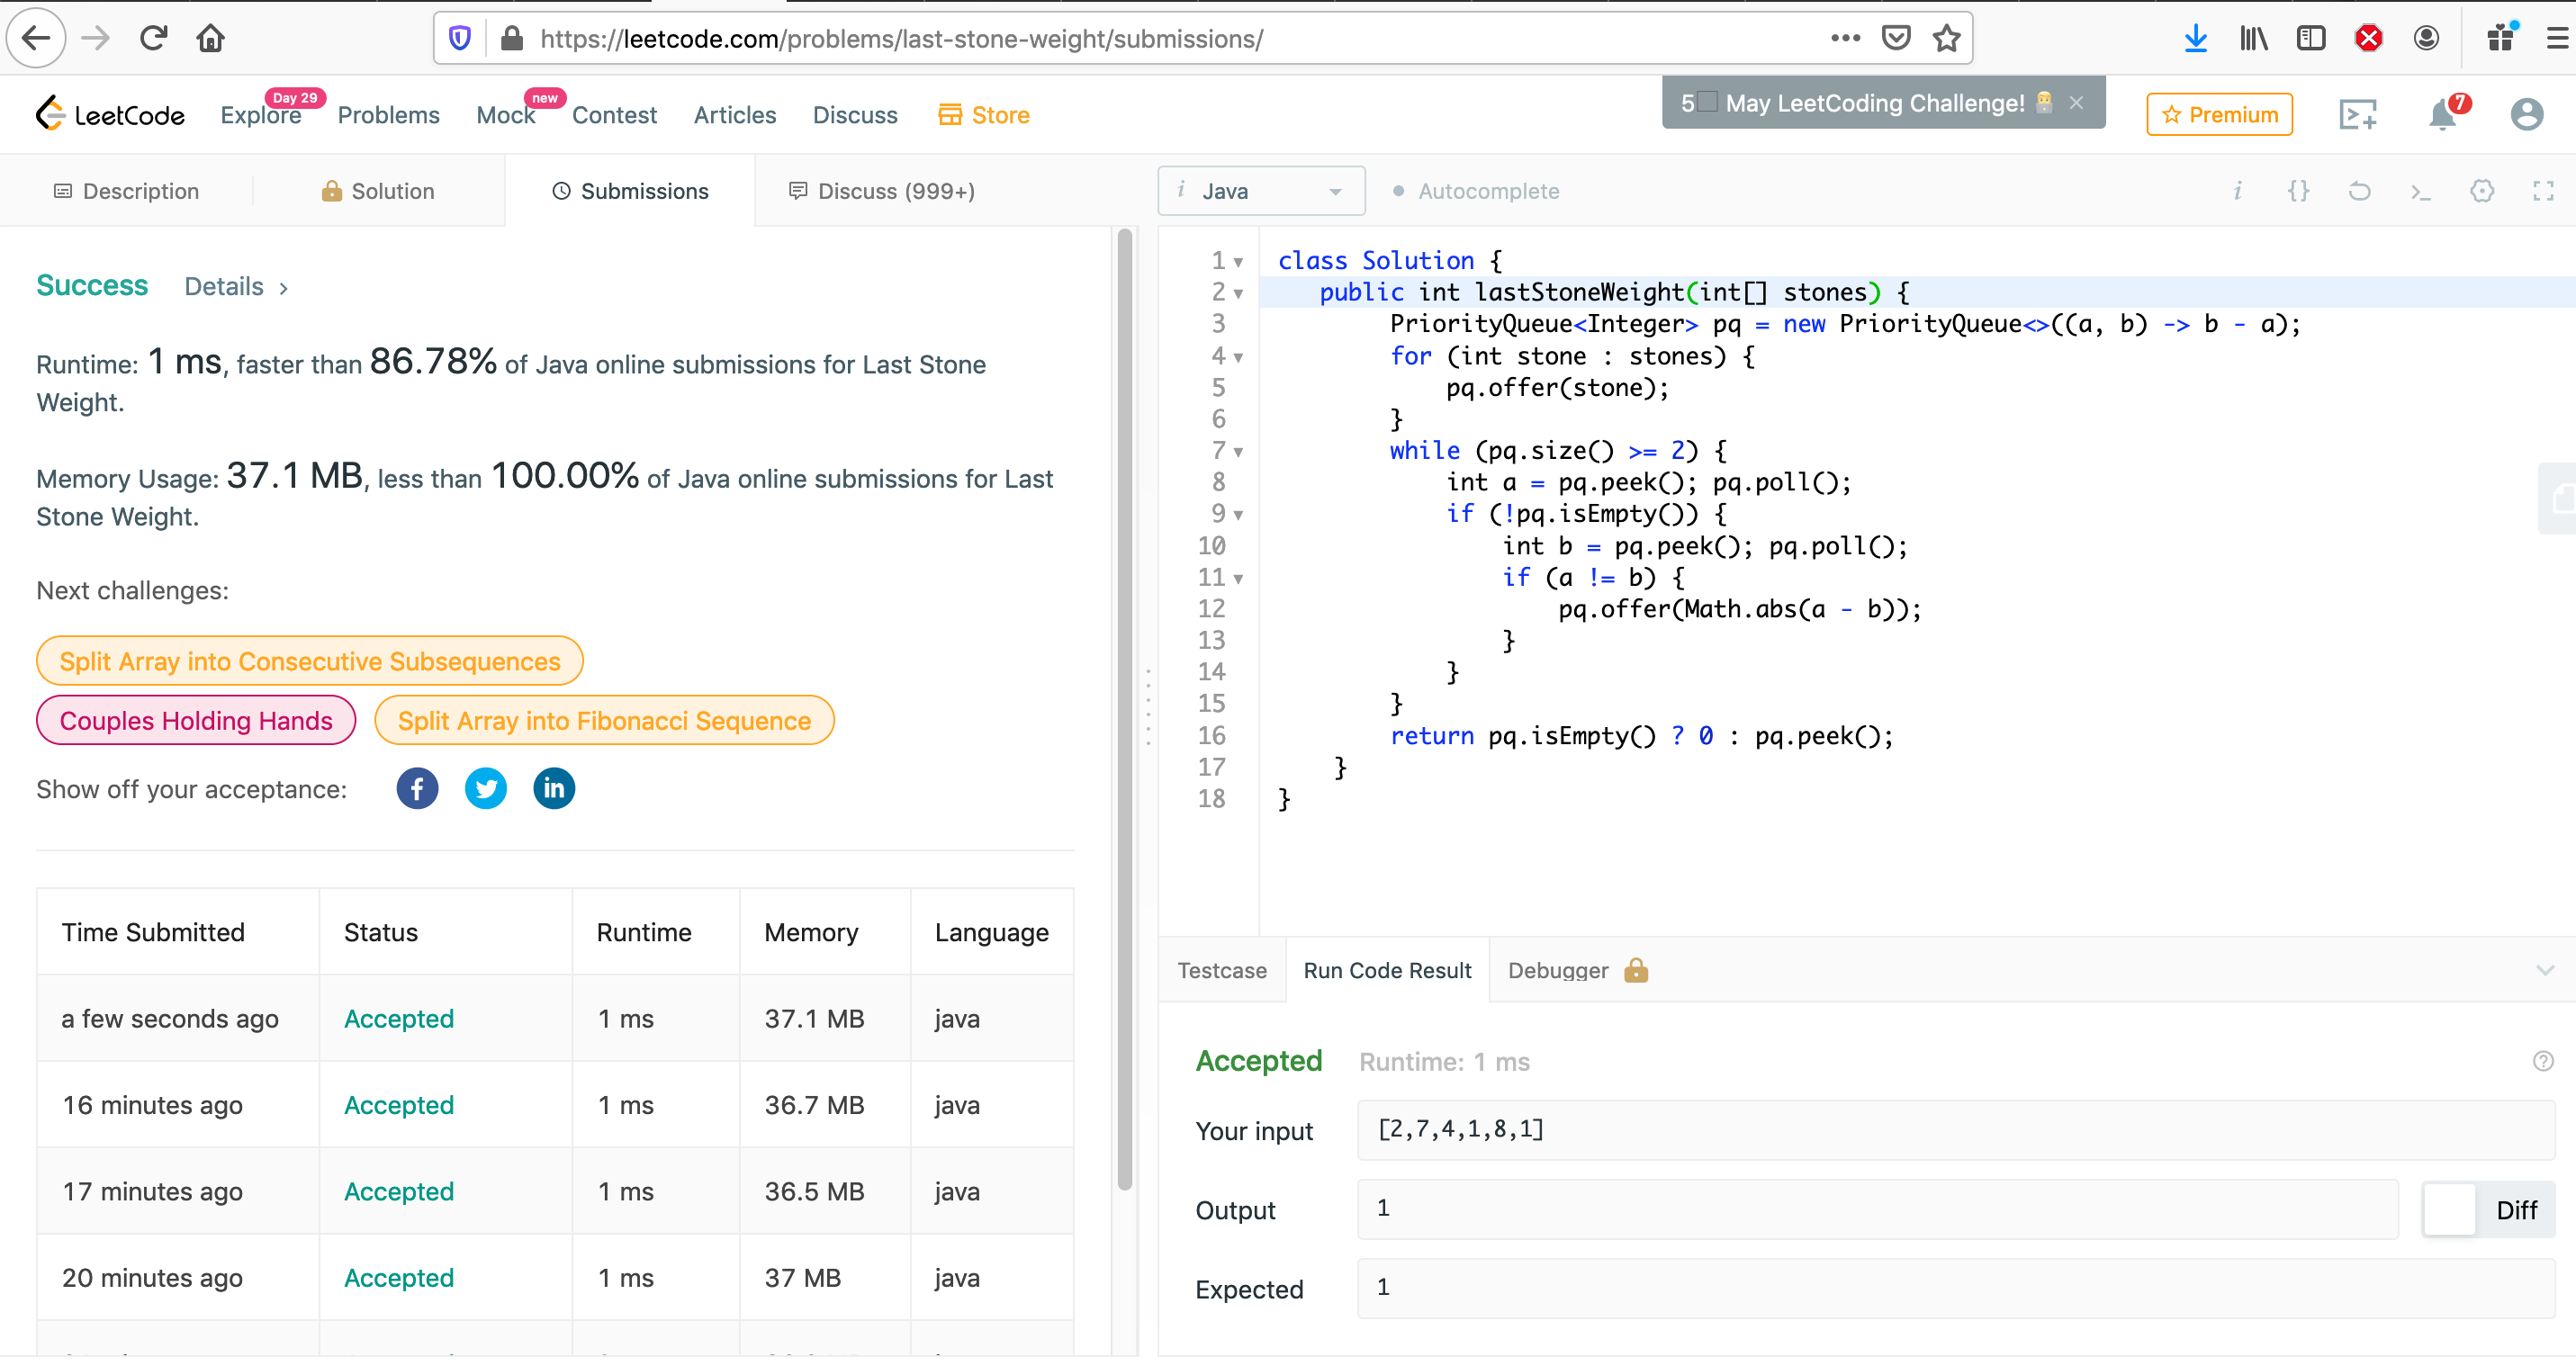 https://leetcode.com/problems/last-stone-weight/submissions/
LeetCode
Explore
Day 29
Problems
Mock
new
Contest
Articles
Discuss
Store
5 May LeetCoding Challenge!
Premium
7
Description
Solution
Submissions
Discuss (999+)
i Java
Autocomplete
Success Details
Runtime: 1 ms, faster than 86.78% of Java online submissions for Last Stone
Weight.
Memory Usage: 37.1 MB, less than 100.00% of Java online submissions for Last
Stone Weight.
Next challenges:
Split Array into Consecutive Subsequences
Couples Holding Hands
Split Array into Fibonacci Sequence
Show off your acceptance:
Time Submitted Status Runtime Memory Language
a few seconds ago Accepted 1 ms 37.1 MB java
16 minutes ago Accepted 1 ms 36.7 MB java
17 minutes ago Accepted 1 ms 36.5 MB java
20 minutes ago Accepted 1 ms 37 MB java
1 class Solution {
2 public int lastStoneWeight(int[] stones) {
3 PriorityQueue<Integer> pq = new PriorityQueue<>((a, b) -> b - a);
4 for (int stone : stones) {
5 pq.offer(stone);
6 }
7 while (pq.size() >= 2) {
8 int a = pq.peek(); pq.poll();
9 if (!pq.isEmpty()) {
10 int b = pq.peek(); pq.poll();
11 if (a != b) {
12 pq.offer(Math.abs(a - b));
13 }
14 }
15 }
16 return pq.isEmpty() ? 0 : pq.peek();
17 }
18 }
Testcase
Run Code Result
Debugger
Accepted Runtime: 1 ms
Your input [2,7,4,1,8,1]
Output 1
Diff
Expected 1